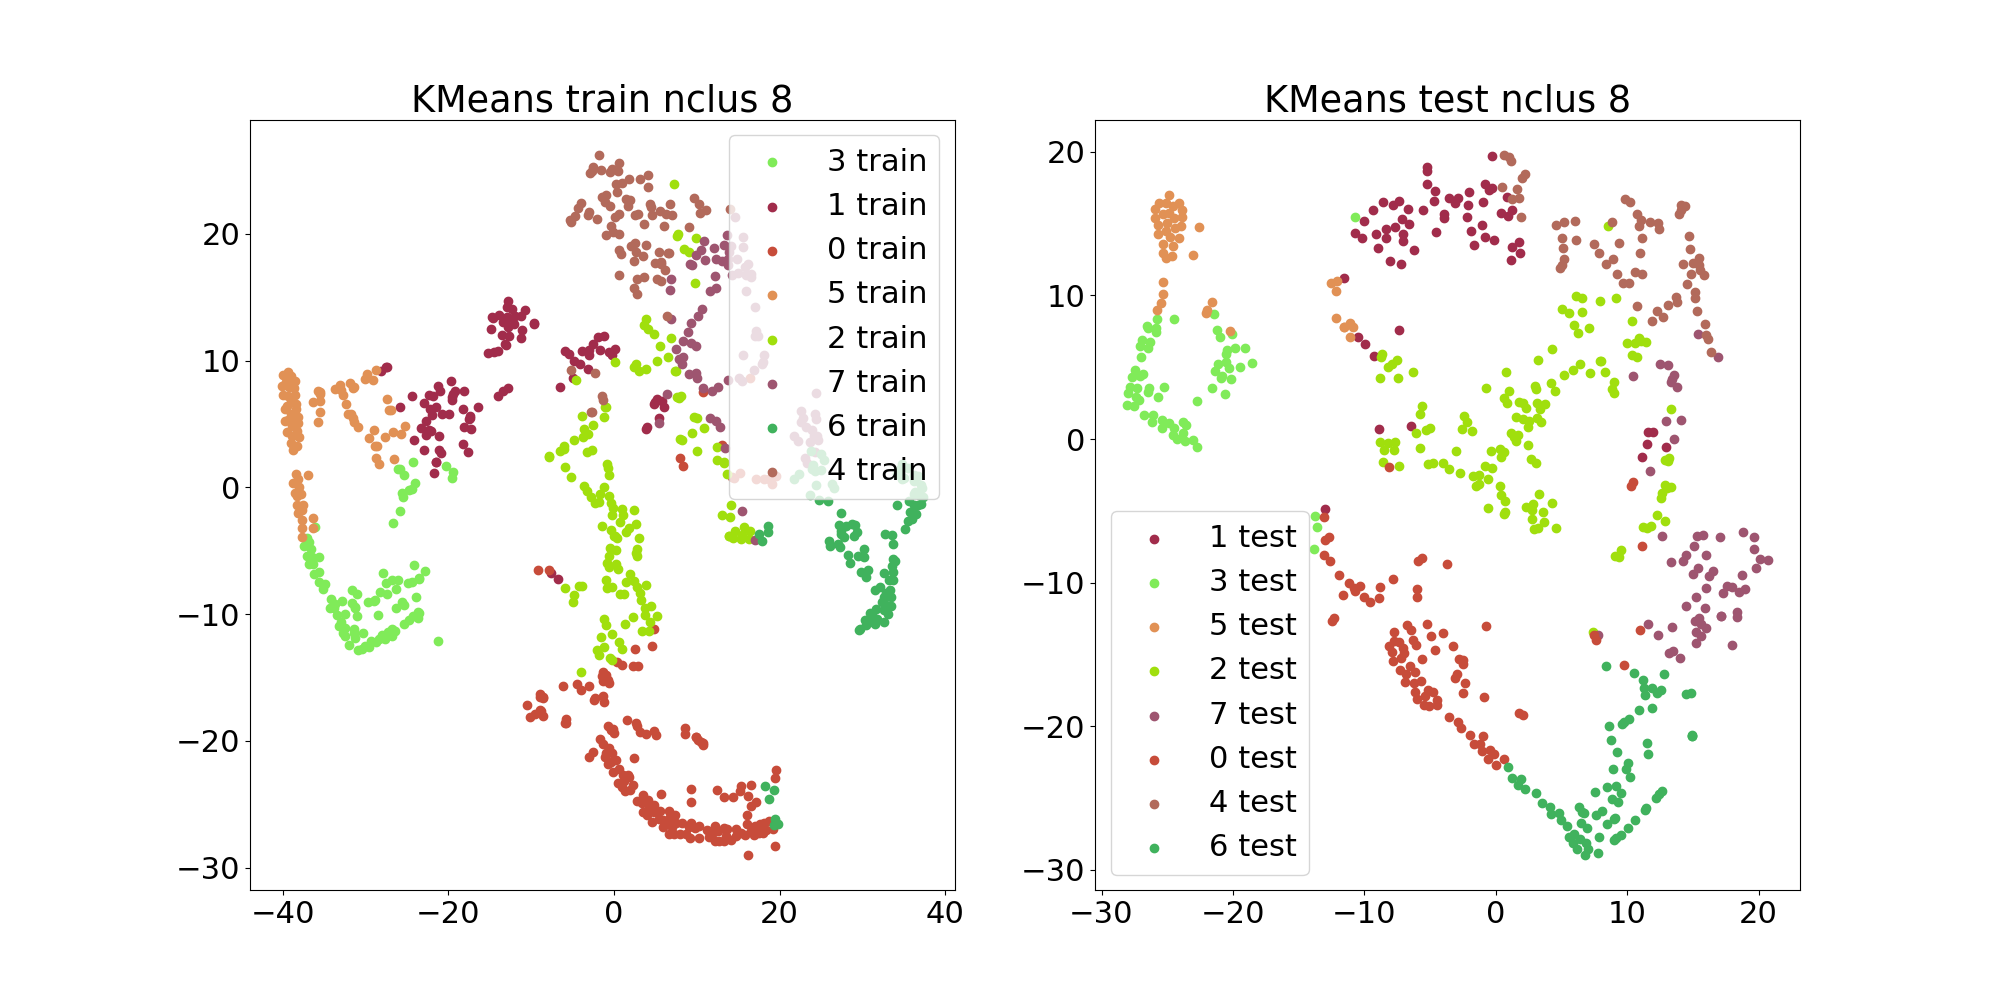 KMeans train nclus 8
3 train
1 train
0 train
5 train
2 train
7 train
6 train
4 train
20
10
0
−10
−20
−30
−40
−20
0
20
40
KMeans test nclus 8
20
10
0
−10
−20
−30
1 test
3 test
5 test
2 test
7 test
0 test
4 test
6 test
−30
−20
−10
0
10
20